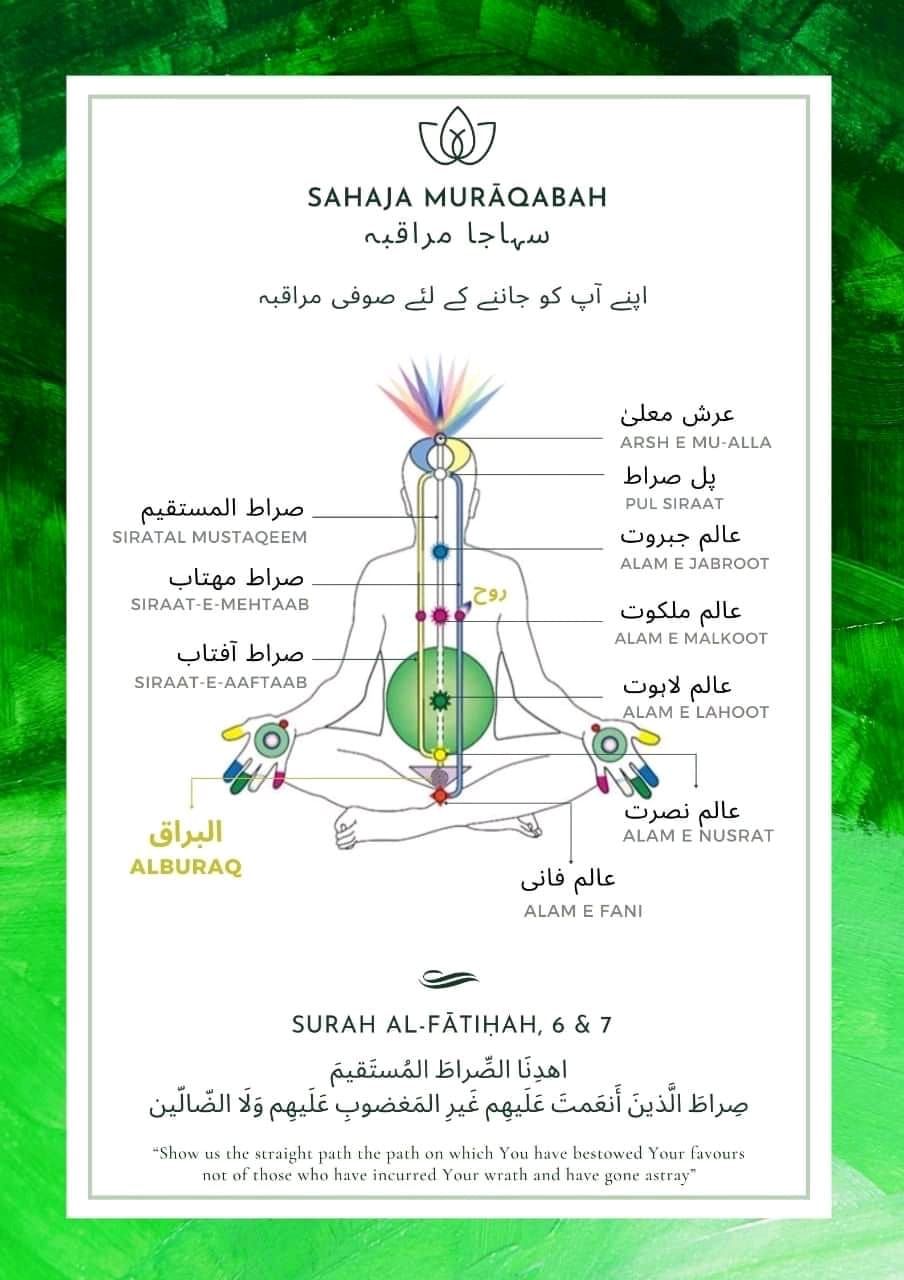 SAHAJA MURĀQABAH
سہاجا مراقبہ
اپنے آپ کو جاننے کے لئے صوفی مراقبہ
عرش معلیٰ
ARSH E MU-ALLA
پل صراط
PUL SIRAAT
صراط المستقیم
SIRATAL MUSTAQEEM
عالم جبروت
ALAM E JABROOT
صراط مہتاب
SIRAAT-E-MEHTAAB
روح
عالم ملکوت
ALAM E MALKOOT
صراط آفتاب
SIRAAT-E-AAFTAAB
عالم لاہوت
ALAM E LAHOOT
عالم نصرت
ALAM E NUSRAT
البراق
ALBURAQ
عالم فانی
ALAM E FANI
SURAH AL-FĀTIḤAH, 6 & 7
اهدِنَا الصِّراطَ المُستَقيمَ
صِراطَ الَّذينَ أَنعَمتَ عَلَيهِم غَيرِ المَغضوبِ عَلَيهِم وَلَا الضّالّين
“Show us the straight path the path on which You have bestowed Your favours
not of those who have incurred Your wrath and have gone astray”